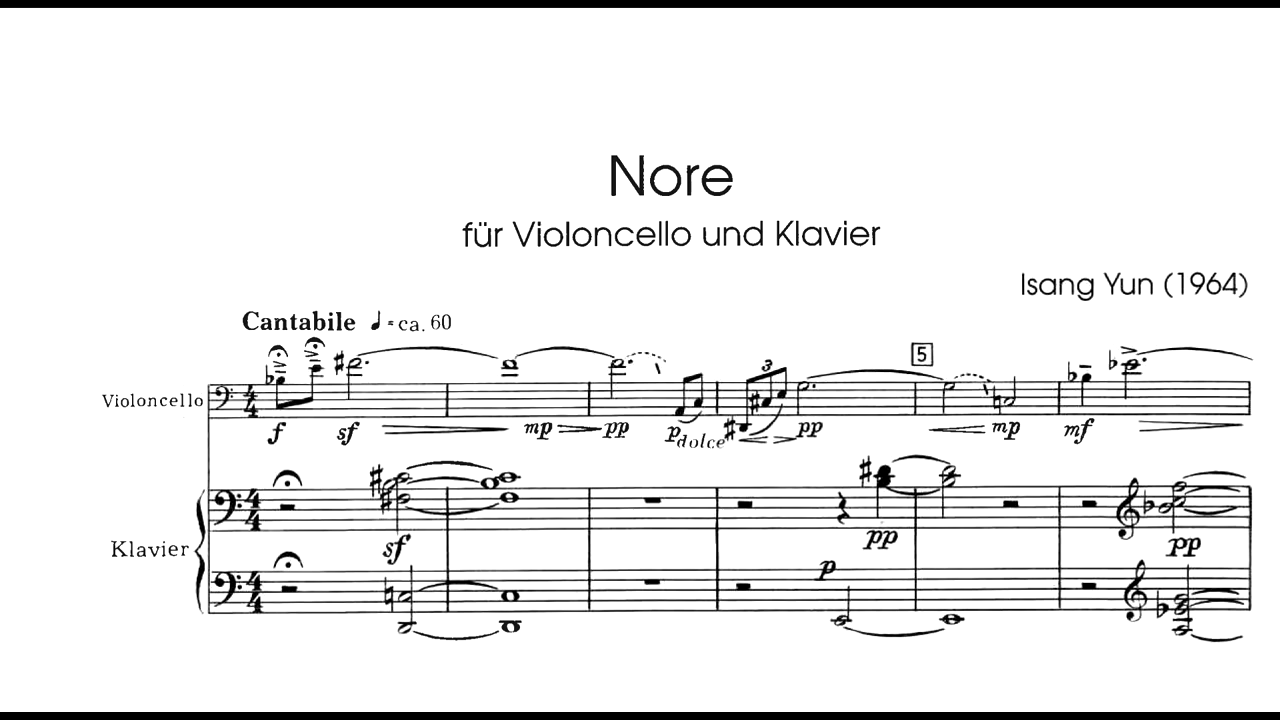 Nore
für Violoncello und Klavier
Isang Yun (1964)
Cantabile ♩ = ca. 60
5
3
Violoncello
f sf mp pp p dolce pp mp mf
Klavier
sf pp pp
p